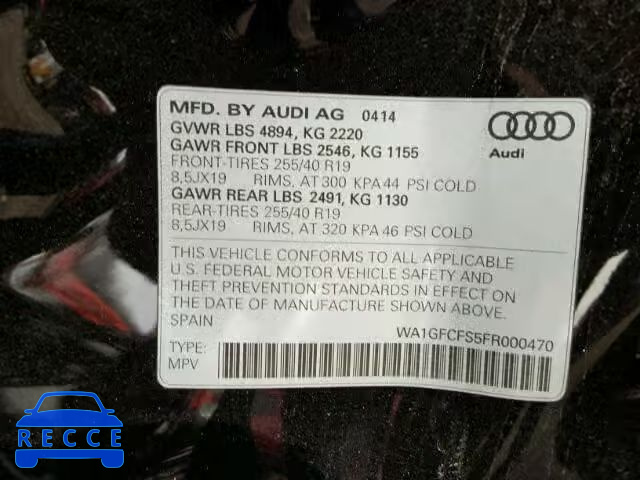 MFD. BY AUDI AG 0414
GVWR LBS 4894, KG 2220
GAWR FRONT LBS 2546, KG 1155
FRONT-TIRES 255/40 R19
8,5JX19 RIMS, AT 300 KPA 44 PSI COLD
GAWR REAR LBS 2491, KG 1130
REAR-TIRES 255/40 R19
8,5JX19 RIMS, AT 320 KPA 46 PSI COLD
Audi
THIS VEHICLE CONFORMS TO ALL APPLICABLE
U.S. FEDERAL MOTOR VEHICLE SAFETY AND
THEFT PREVENTION STANDARDS IN EFFECT ON
THE DATE OF MANUFACTURE SHOWN ABOVE.
SPAIN
WA1GFCFS5FR000470
TYPE:
MPV
RECCE